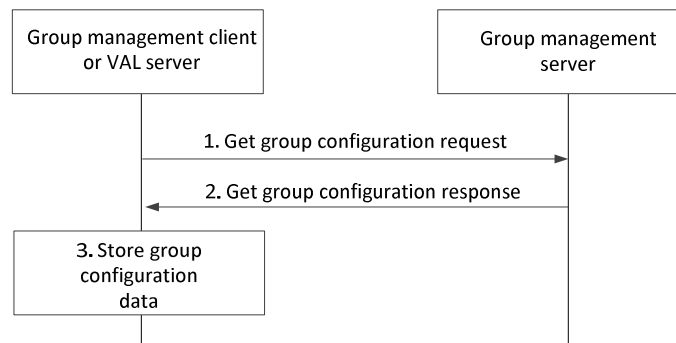 Group management client
or VAL server
Group management
server
1. Get group configuration request
2. Get group configuration response
3. Store group
configuration
data